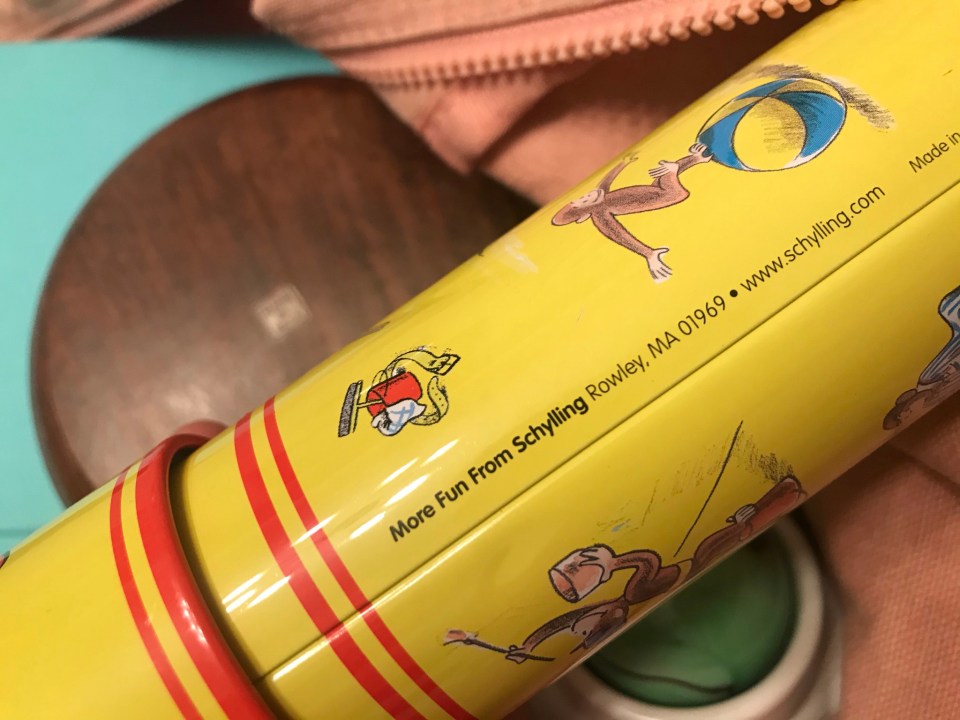 More Fun From Schylling Rowley, MA 01969 • www.schylling.com
Made in